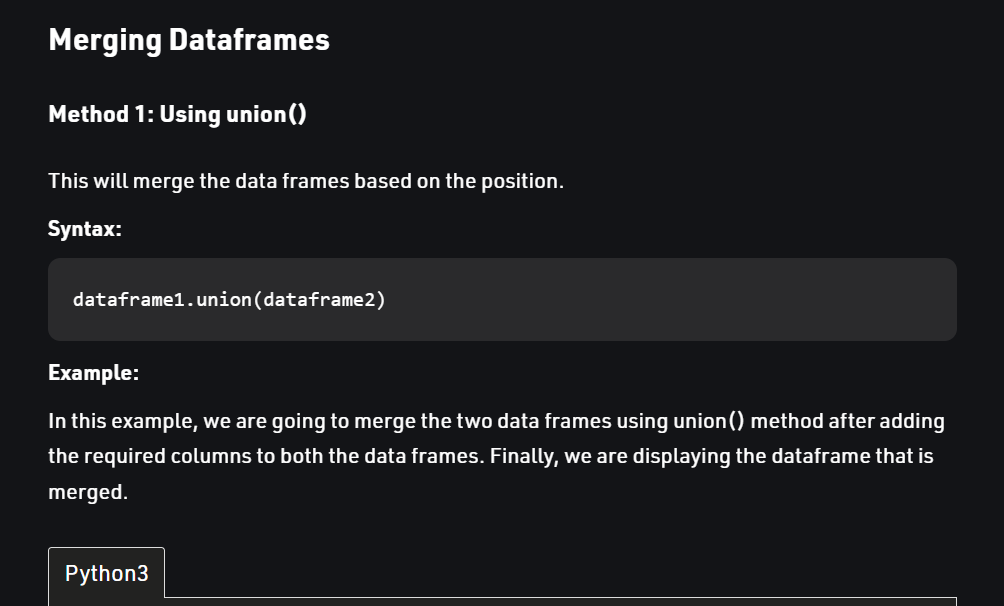 Merging Dataframes
Method 1: Using union()
This will merge the data frames based on the position.
Syntax:
dataframe1.union(dataframe2)
Example:
In this example, we are going to merge the two data frames using union() method after adding
the required columns to both the data frames. Finally, we are displaying the dataframe that is
merged.
Python3